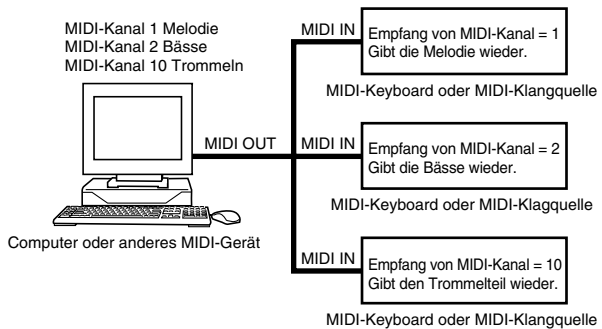 MIDI-Kanal 1 Melodie
MIDI-Kanal 2 Bässe
MIDI-Kanal 10 Trommeln
MIDI OUT
Computer oder anderes MIDI-Gerät
MIDI IN
Empfang von MIDI-Kanal = 1
Gibt die Melodie wieder.
MIDI-Keyboard oder MIDI-Klangquelle
MIDI IN
Empfang von MIDI-Kanal = 2
Gibt die Bässe wieder.
MIDI-Keyboard oder MIDI-Klagquelle
MIDI IN
Empfang von MIDI-Kanal = 10
Gibt den Trommelteil wieder.
MIDI-Keyboard oder MIDI-Klangquelle